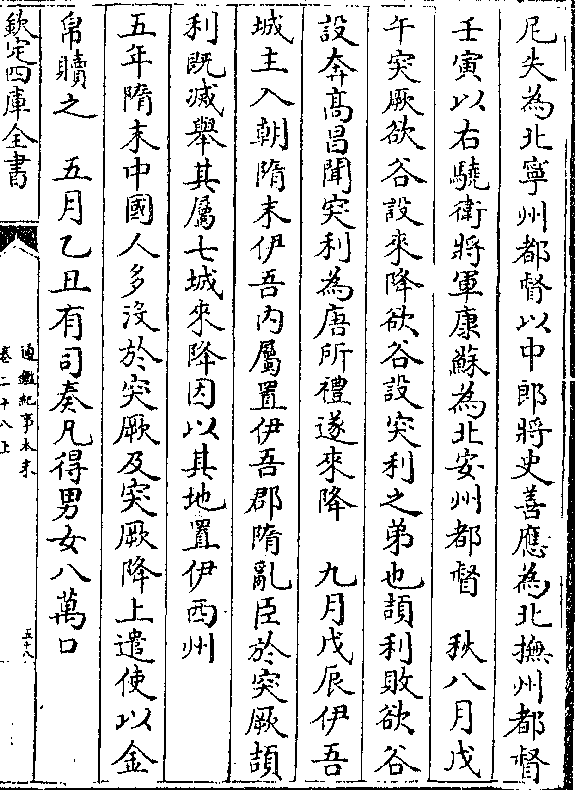 尼失為北寧州都督以中郎將史善應為北撫州都督
壬寅以右驍衛將軍康蘇為北安州都督　秋八月戊
午突厥欲谷設來降欲谷設突利之弟也頡利敗欲谷
設奔髙昌聞突利為唐所禮遂來降　九月戊辰伊吾
城主入朝隋末伊吾内屬置伊吾郡隋亂臣於突厥頡
利既滅舉其屬七城來降因以其地置伊西州
五年隋末中國人多沒於突厥及突厥降上遣使以金
帛贖之　五月乙丑有司奏凡得男女八萬口
欽定四庫全書
通鑑紀事本末
卷二十八上